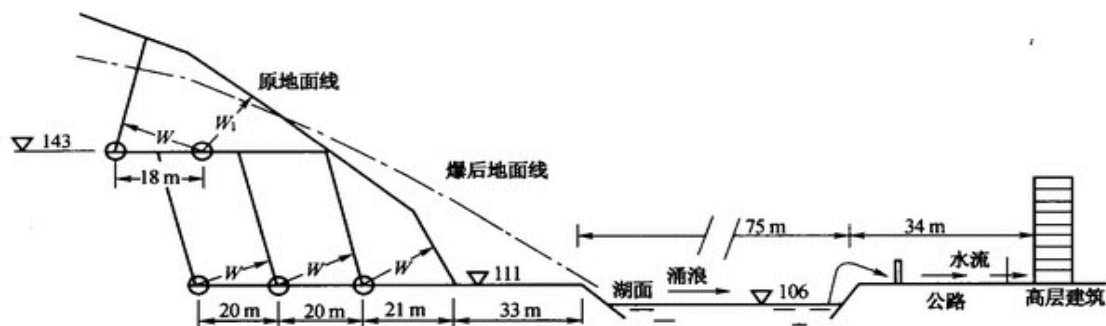 原地面线
W₁
W
143
18 m
爆后地面线
75 m
34 m
水流
W
W
W
111
湖面
涌浪
106
公路
高层建筑
20 m
20 m
21 m
33 m